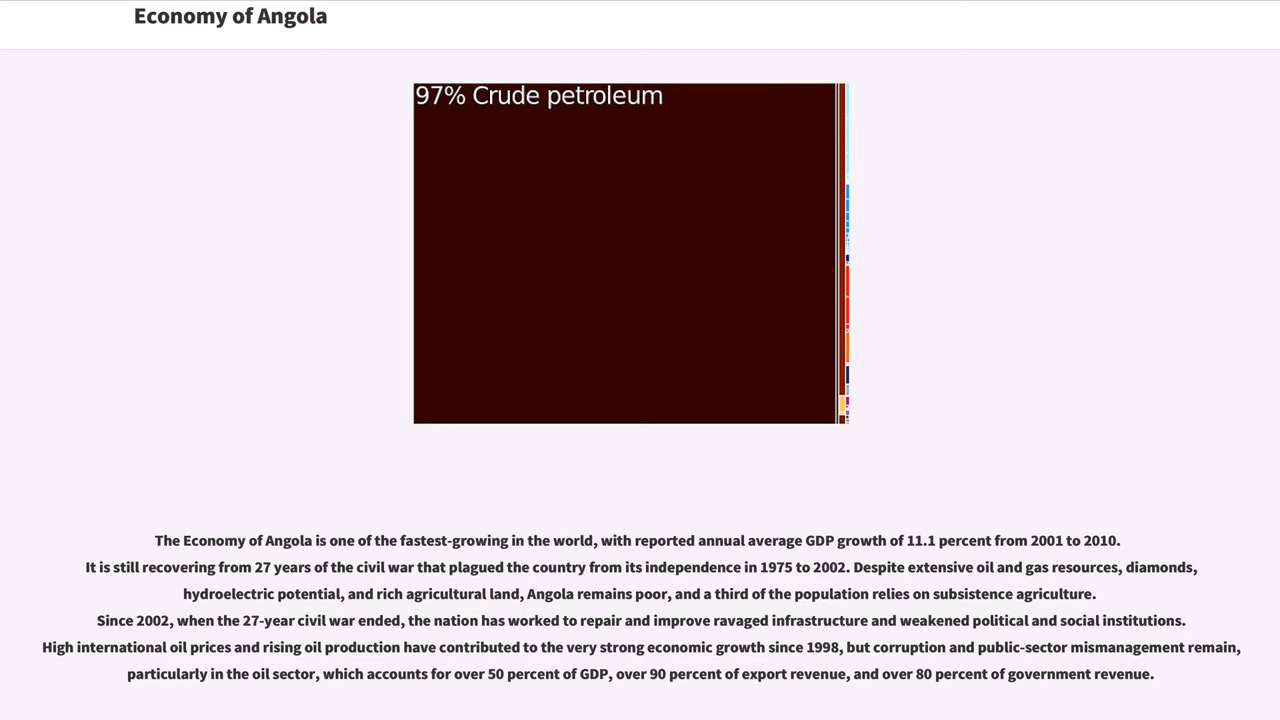 Economy of Angola
97% Crude petroleum
The Economy of Angola is one of the fastest-growing in the world, with reported annual average GDP growth of 11.1 percent from 2001 to 2010.
It is still recovering from 27 years of the civil war that plagued the country from its independence in 1975 to 2002. Despite extensive oil and gas resources, diamonds,
hydroelectric potential, and rich agricultural land, Angola remains poor, and a third of the population relies on subsistence agriculture.
Since 2002, when the 27-year civil war ended, the nation has worked to repair and improve ravaged infrastructure and weakened political and social institutions.
High international oil prices and rising oil production have contributed to the very strong economic growth since 1998, but corruption and public-sector mismanagement remain,
particularly in the oil sector, which accounts for over 50 percent of GDP, over 90 percent of export revenue, and over 80 percent of government revenue.